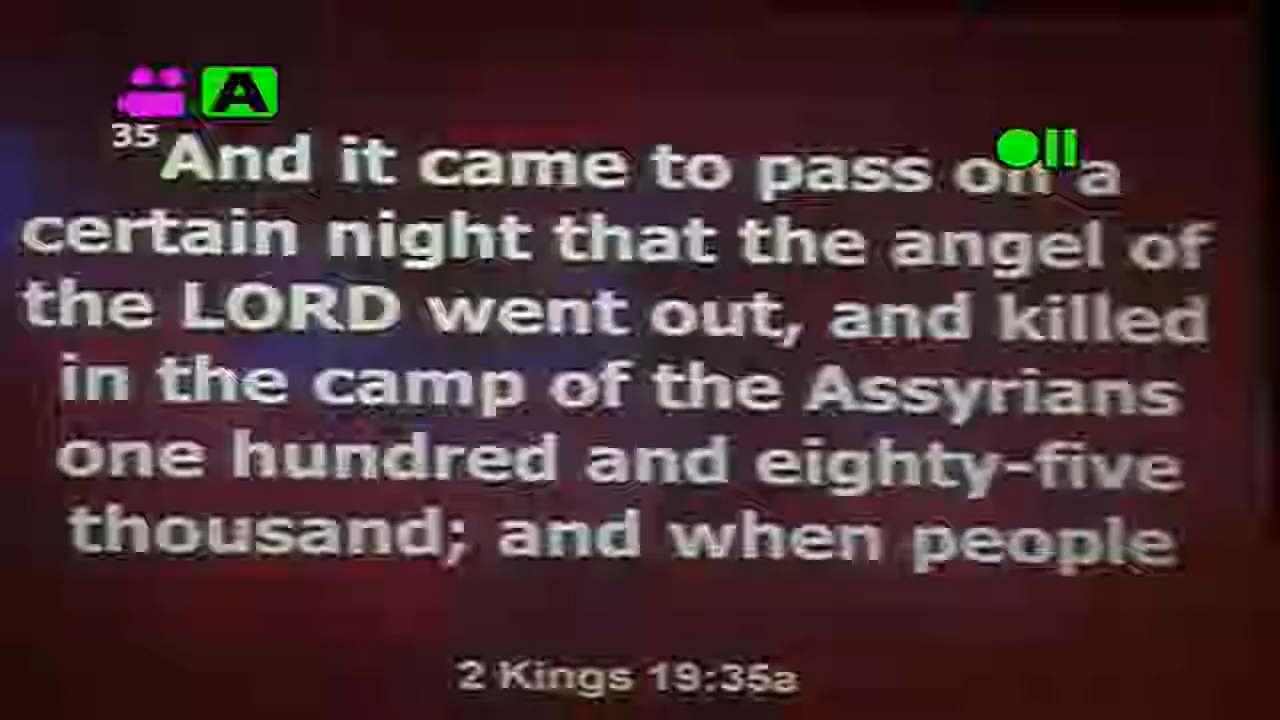 A
35 And it came to pass on a
certain night that the angel of
the LORD went out, and killed
in the camp of the Assyrians
one hundred and eighty-five
thousand; and when people
2 Kings 19:35a